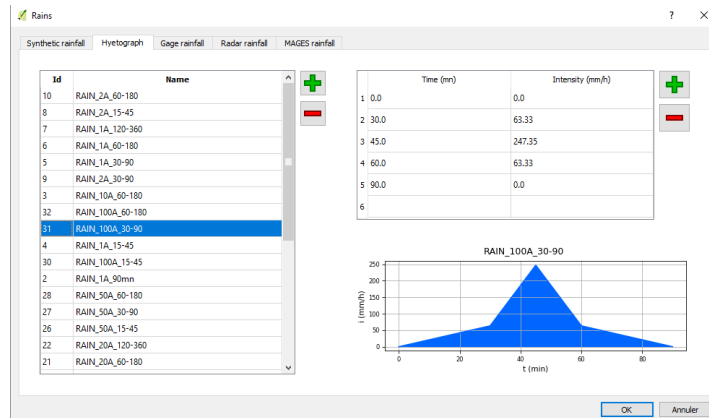 Rains ? ×
Synthetic rainfall Hyetograph Gage rainfall Radar rainfall MAGES rainfall
Id Name
10 RAIN_2A_60-180
8 RAIN_2A_15-45
7 RAIN_1A_120-360
6 RAIN_1A_60-180
5 RAIN_1A_30-90
9 RAIN_2A_30-90
3 RAIN_10A_60-180
32 RAIN_100A_60-180
31 RAIN_100A_30-90
4 RAIN_1A_15-45
30 RAIN_100A_15-45
2 RAIN_1A_90mn
28 RAIN_50A_60-180
27 RAIN_50A_30-90
26 RAIN_50A_15-45
22 RAIN_20A_120-360
21 RAIN_20A_60-180
Time (mn) Intensity (mm/h)
1 0.0 0.0
2 30.0 63.33
3 45.0 247.35
4 60.0 63.33
5 90.0 0.0
6
RAIN_100A_30-90
i (mm/h)
250
200
150
100
50
0
0 20 40 60 80
t (min)
OK Annuler